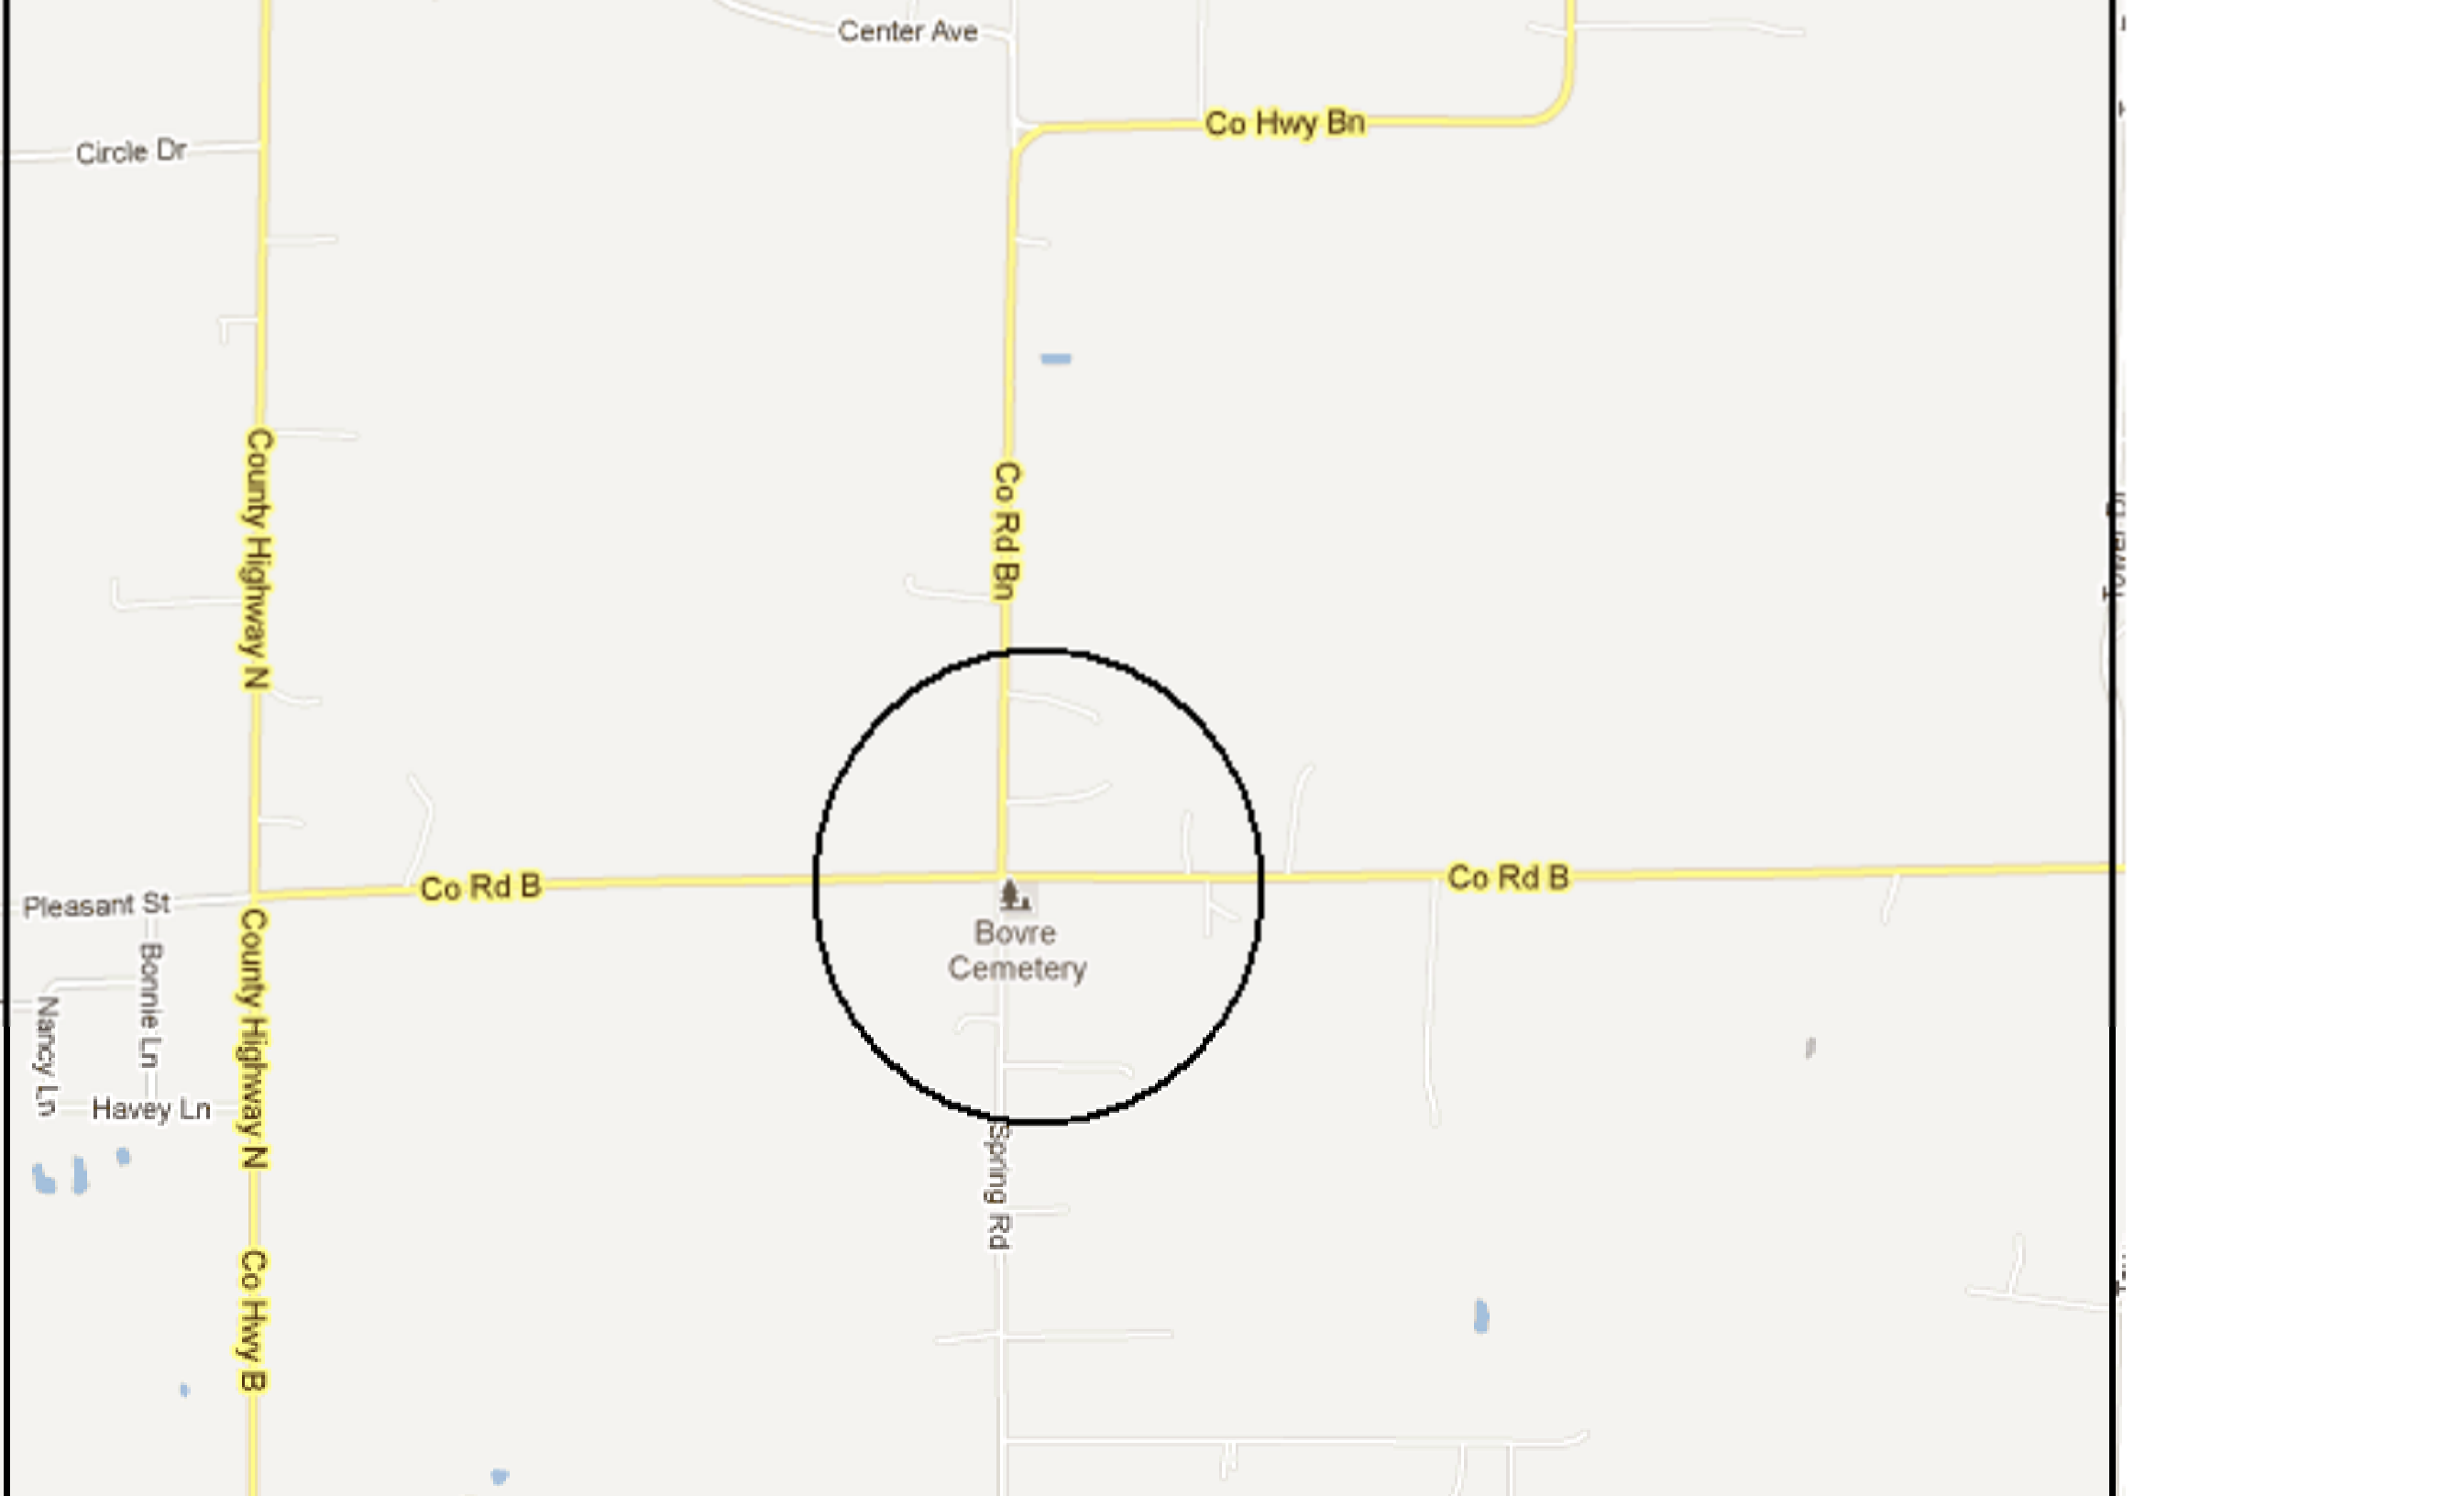 Center Ave
Co Hwy Bn
Circle Dr
County Highway N
Co Rd Bn
Co Rd B
Co Rd B
Pleasant St
Bovre
Cemetery
Bonnie Ln
Nancy Ln
County Highway N
Havey Ln
Spring Rd
Co Hwy B